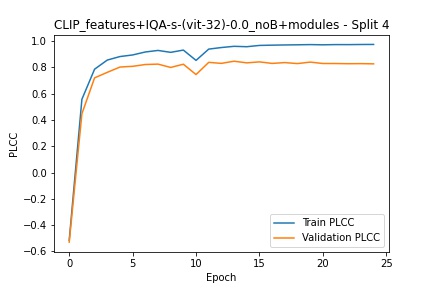 CLIP_features+IQA-s-(vit-32)-0.0_noB+modules - Split 4
1.0
0.8
0.6
0.4
0.2
0.0
−0.2
−0.4
−0.6
PLCC
Train PLCC
Validation PLCC
0 5 10 15 20 25
Epoch